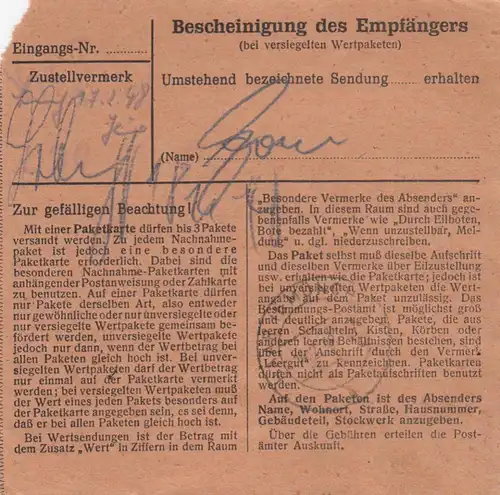 Eingangs-Nr.
Bescheinigung des Empfängers
(bei versiegelten Wertpaketen)
Zustellvermerk
Umstehend bezeichnete Sendung ...... erhalten
17.2.48
(Name)
Zur gefälligen Beachtung!
Mit einer Paketkarte dürfen bis 3 Pakete
versandt werden. Zu jedem Nachnahme-
paket ist jedoch eine besondere
Paketkarte erforderlich. Dabei sind die
besonderen Nachnahme-Paketkarten mit
anhängender Postanweisung oder Zahlkarte
zu benutzen. Auf einer Paketkarte dürfen
nur Pakete derselben Art, also entweder
nur gewöhnliche oder nur unversiegelte oder
nur versiegelte Wertpakete gemeinsam be-
fördert werden, unversiegelte Wertpakete
jedoch nur dann, wenn der Wertbetrag bei
allen Paketen gleich hoch ist. Bei unver-
siegelten Wertpaketen darf der Wertbetrag
nur einmal auf der Paketkarte vermerkt
werden; bei versiegelten Wertpaketen muß
der Wert eines jeden Pakets besonders auf
der Paketkarte angegeben sein, es sei denn,
daß er bei allen Paketen gleich hoch ist.
Bei Wertsendungen ist der Betrag mit
dem Zusatz „Wert" in Ziffern in dem Raum
„Besondere Vermerke des Absenders" an-
zugeben. In diesem Raum sind auch gege-
benenfalls Vermerke wie „Durch Eilboten,
Bote bezahlt", „Wenn unzustellbar, Mel-
dung" u. dgl. niederzuschreiben.
Das Paket selbst muß dieselbe Aufschrift
und dieselben Vermerke über Eilzustellung
usw. erhalten wie die Paketkarte; jedoch ist
bei unversiegelten Wertpaketen die Wert-
angabe auf dem Paket unzulässig. Das
Bestimmungs-Postamt ist möglichst groß
und deutlich anzugeben. Pakete, die aus
leeren Schachteln, Kisten, Körben oder
anderen leeren Behältnissen bestehen, sind
über der Anschrift durch den Vermerk
„Leergut" zu kennzeichnen. Paketkarten
dürfen nicht als Paketaufschriften benutzt
werden.
Auf den Paketen ist des Absenders
Name, Wohnort, Straße, Hausnummer,
Gebäudeteil, Stockwerk anzugeben.
Über die Gebühren erteilen die Post-
ämter Auskunft.